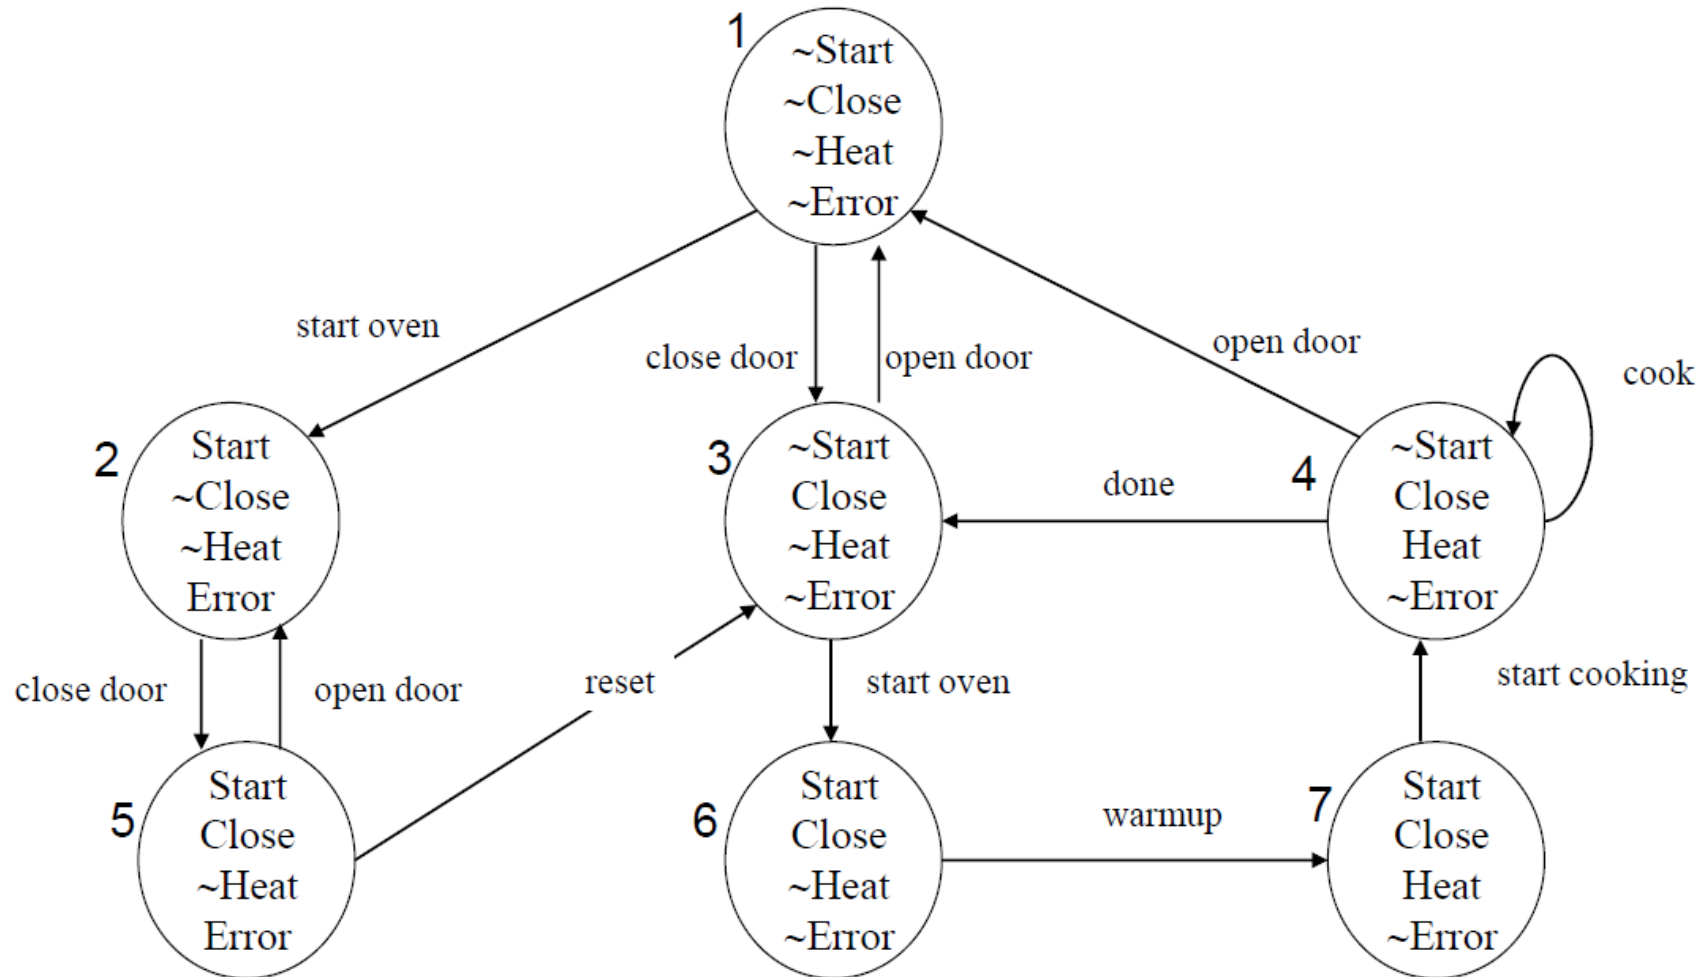 1
~Start
~Close
~Heat
~Error
start oven
close door
open door
open door
cook
2
Start
~Close
~Heat
Error
3
~Start
Close
~Heat
~Error
done
4
~Start
Close
Heat
~Error
close door
open door
reset
start oven
start cooking
5
Start
Close
~Heat
Error
6
Start
Close
~Heat
~Error
warmup
7
Start
Close
Heat
~Error